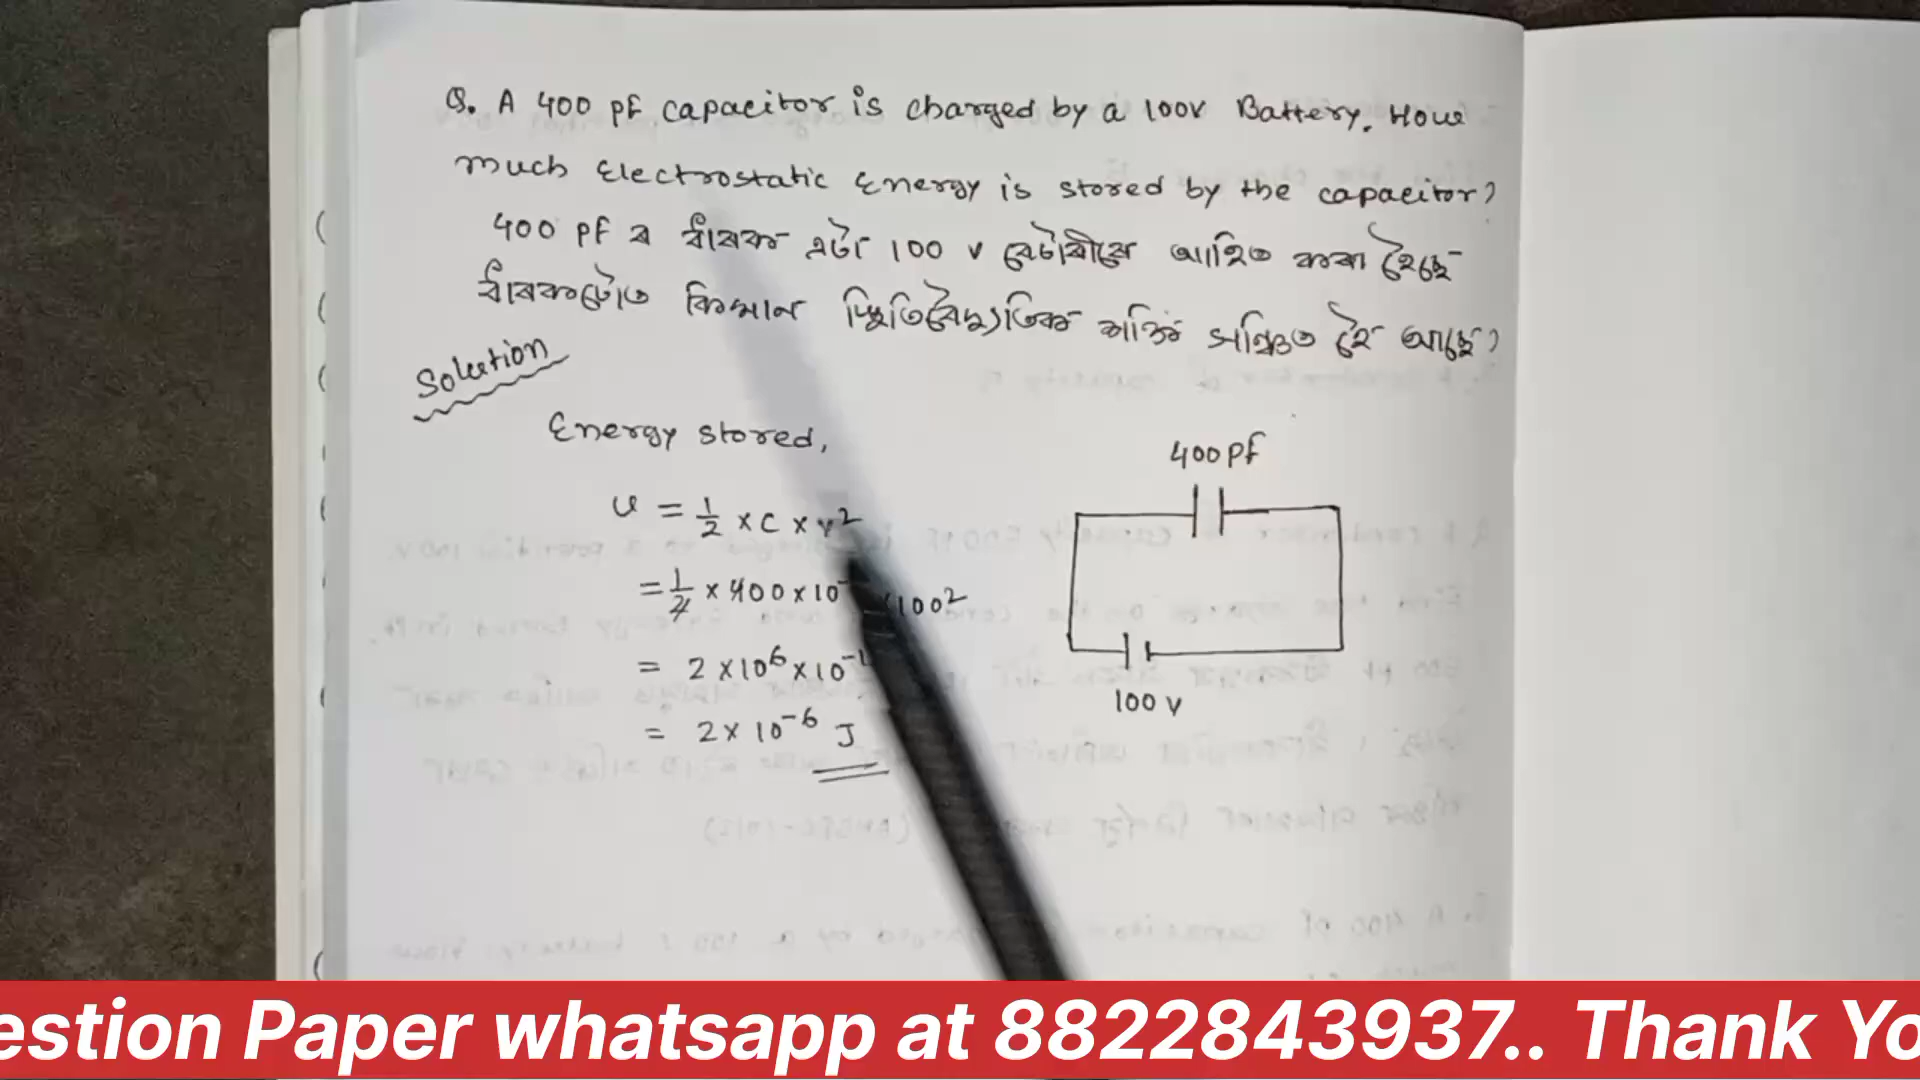 Q. A 400 pf capacitor is charged by a 100v Battery. How
much Electrostatic Energy is stored by the capacitor?
400 pf ৰ ধাৰক এটা 100 v বেটাৰীৰে আহিত কৰা হৈছে
ধাৰকটোত কিমান স্থিতিবৈদ্যুতিক শক্তি সঞ্চিত হৈ আছে?
Solution
Energy stored,
U = 1/2 × C × V²
= 1/2 × 400 × 10⁻ ×100²
= 2 × 10⁶ × 10⁻¹
= 2 × 10⁻⁶ J
400 pf
100 v
estion Paper whatsapp at 8822843937.. Thank Yo